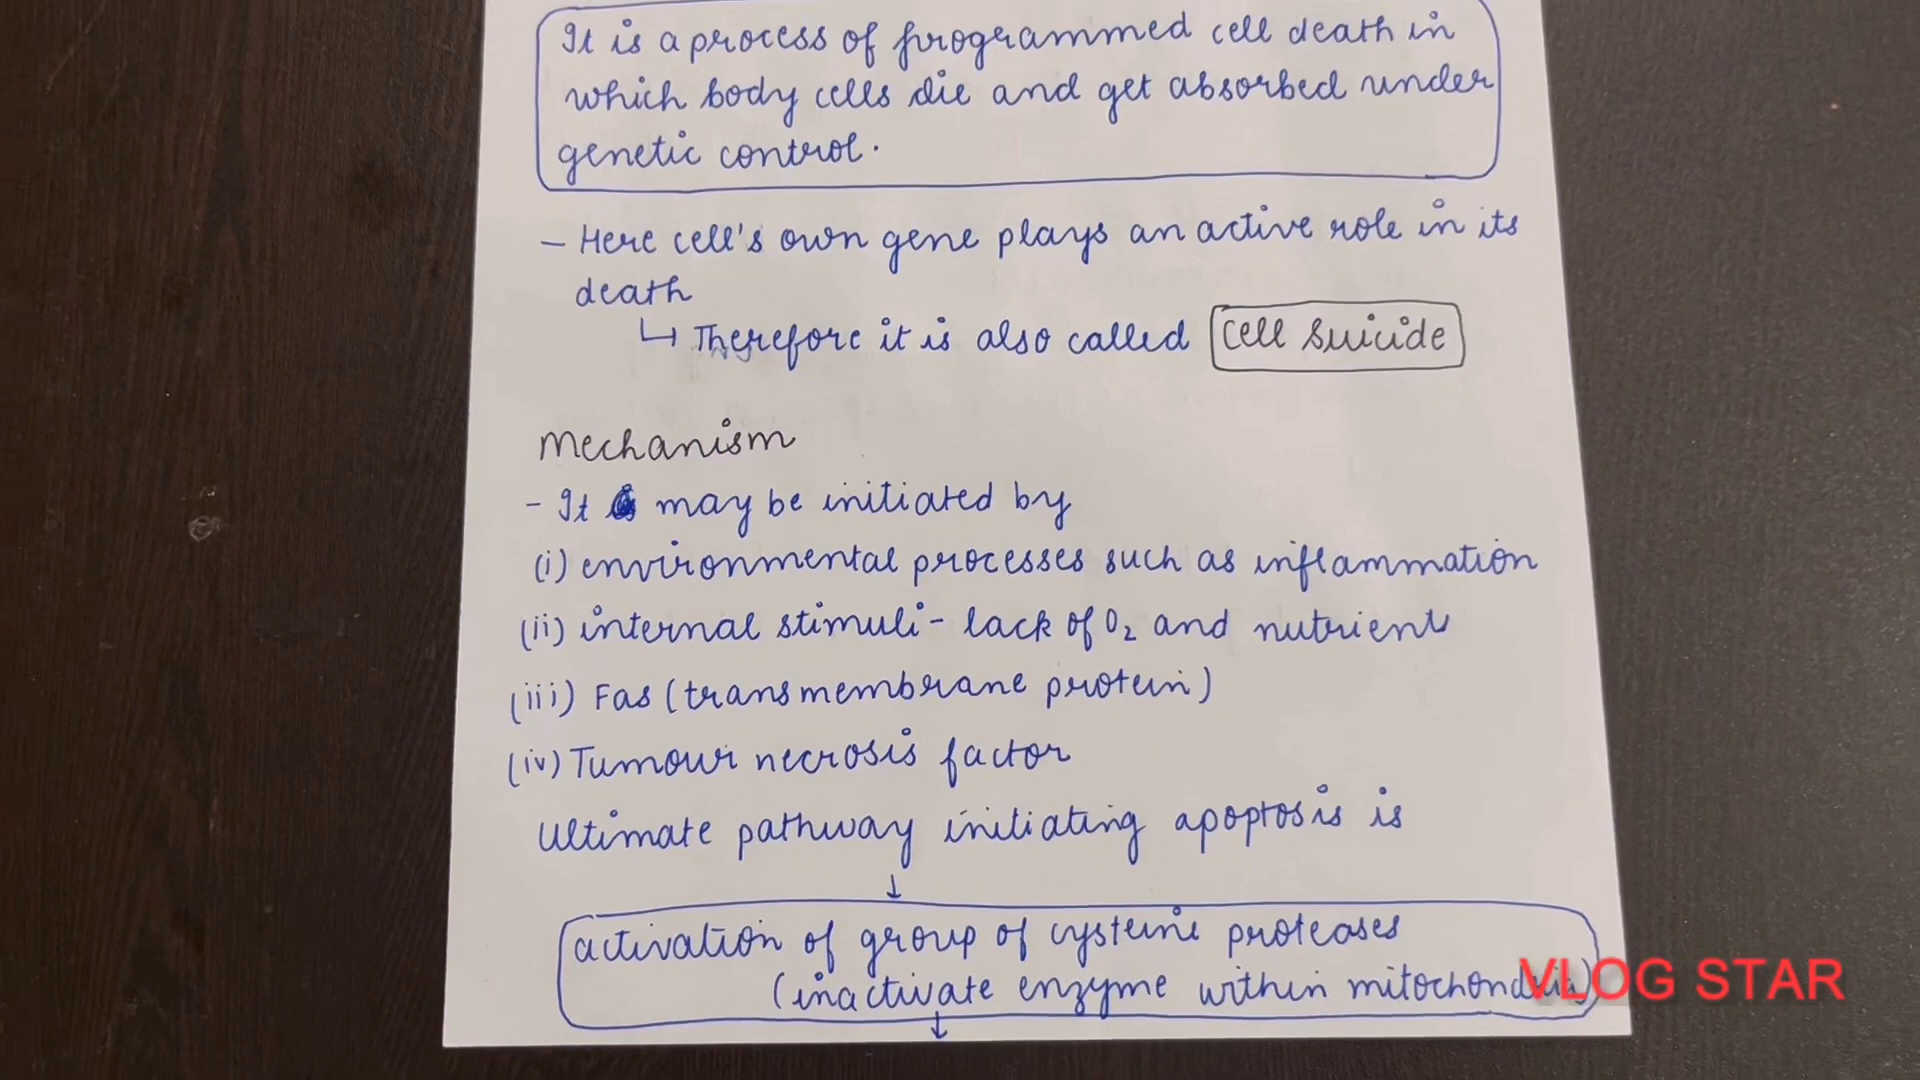 It is a process of programmed cell death in
which body cells die and get absorbed under
genetic control.
- Here cell's own gene plays an active role in its
death
↳ Therefore it is also called cell suicide
Mechanism
- It may be initiated by
(i) environmental processes such as inflammation
(ii) internal stimuli - lack of O₂ and nutrients
(iii) Fas (transmembrane protein)
(iv) Tumour necrosis factor
Ultimate pathway initiating apoptosis is
↓
activation of group of cysteine proteases
(inactivate enzyme within mitochondria)
↓
VLOG STAR